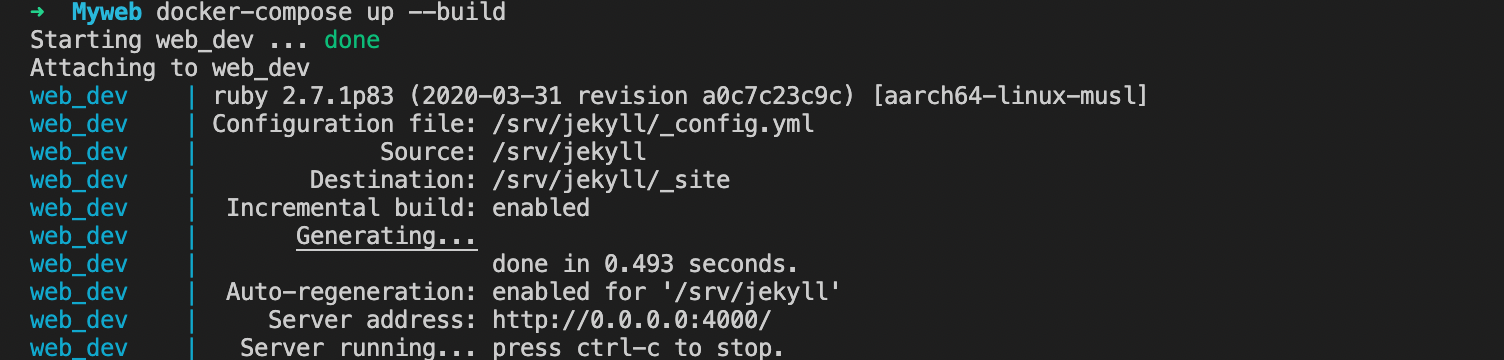 ➜  Myweb docker-compose up --build
Starting web_dev ... done
Attaching to web_dev
web_dev    | ruby 2.7.1p83 (2020-03-31 revision a0c7c23c9c) [aarch64-linux-musl]
web_dev    | Configuration file: /srv/jekyll/_config.yml
web_dev    |             Source: /srv/jekyll
web_dev    |        Destination: /srv/jekyll/_site
web_dev    |  Incremental build: enabled
web_dev    |       Generating...
web_dev    |                     done in 0.493 seconds.
web_dev    |  Auto-regeneration: enabled for '/srv/jekyll'
web_dev    |     Server address: http://0.0.0.0:4000/
web_dev    |   Server running... press ctrl-c to stop.